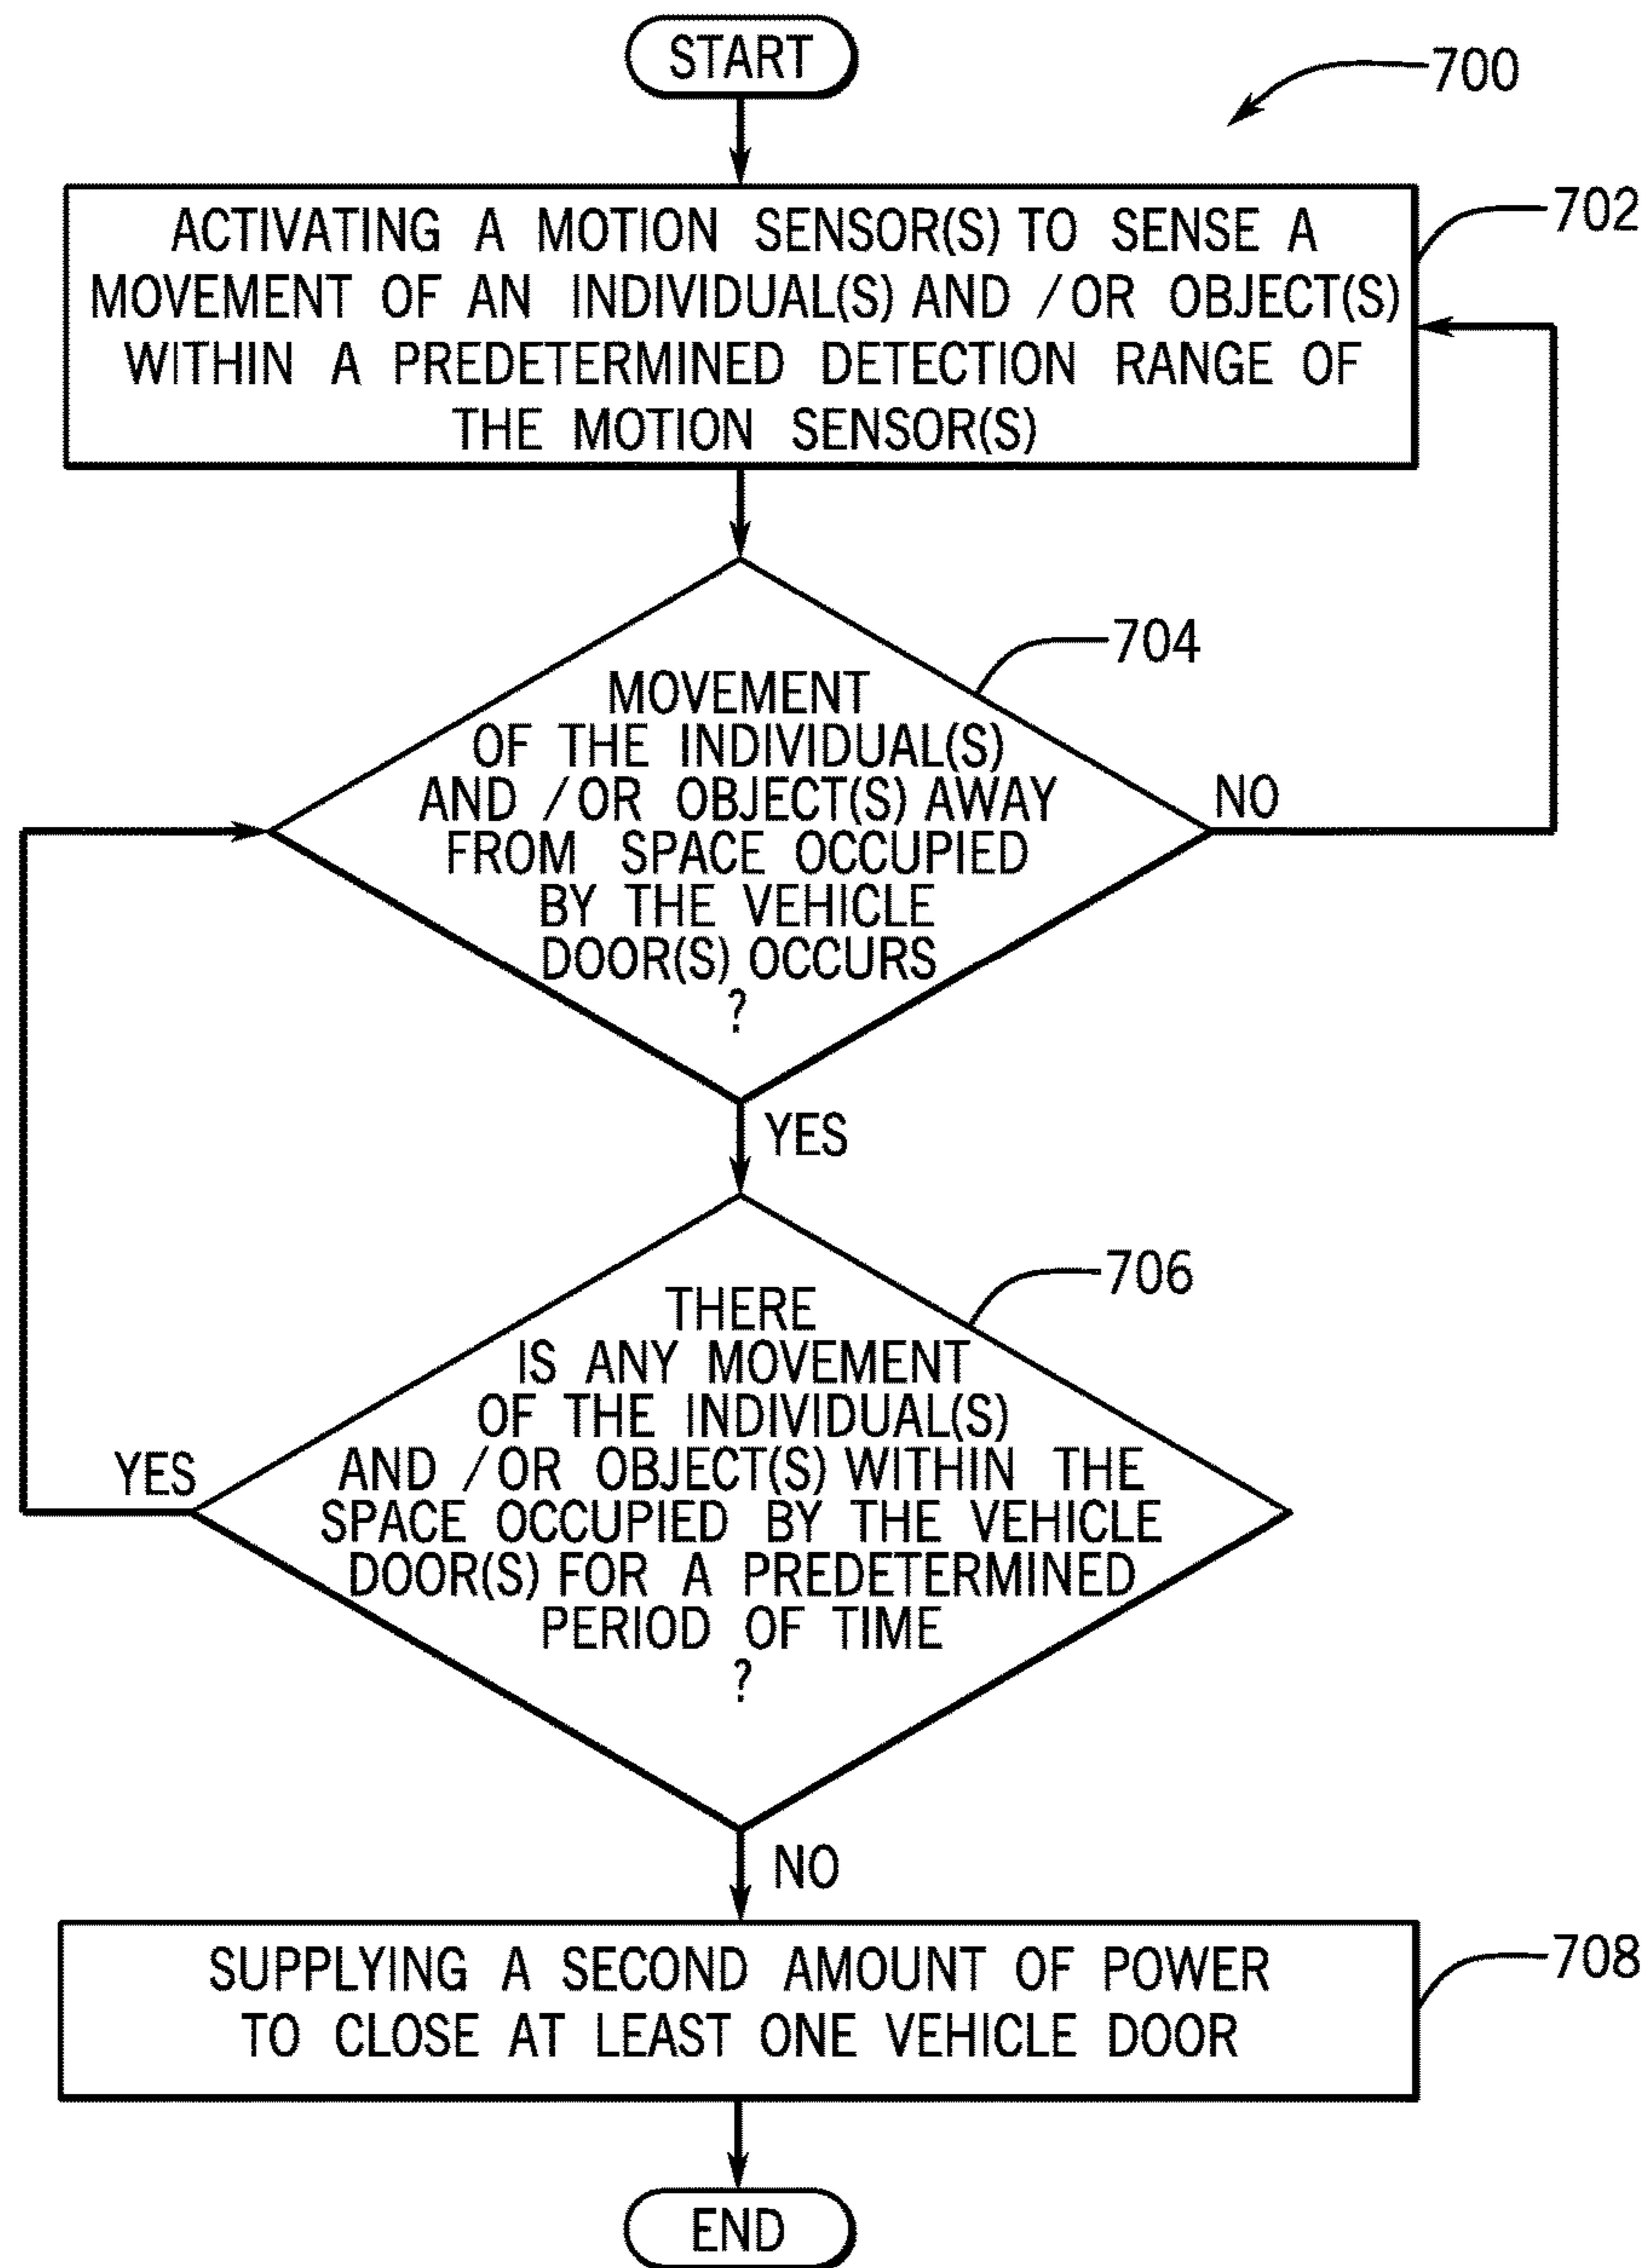 START
700
702
ACTIVATING A MOTION SENSOR(S) TO SENSE A
MOVEMENT OF AN INDIVIDUAL(S) AND /OR OBJECT(S)
WITHIN A PREDETERMINED DETECTION RANGE OF
THE MOTION SENSOR(S)
704
MOVEMENT
OF THE INDIVIDUAL(S)
AND /OR OBJECT(S) AWAY
FROM SPACE OCCUPIED
BY THE VEHICLE
DOOR(S) OCCURS
?
NO
YES
706
THERE
IS ANY MOVEMENT
OF THE INDIVIDUAL(S)
AND /OR OBJECT(S) WITHIN THE
SPACE OCCUPIED BY THE VEHICLE
DOOR(S) FOR A PREDETERMINED
PERIOD OF TIME
?
YES
NO
708
SUPPLYING A SECOND AMOUNT OF POWER
TO CLOSE AT LEAST ONE VEHICLE DOOR
END